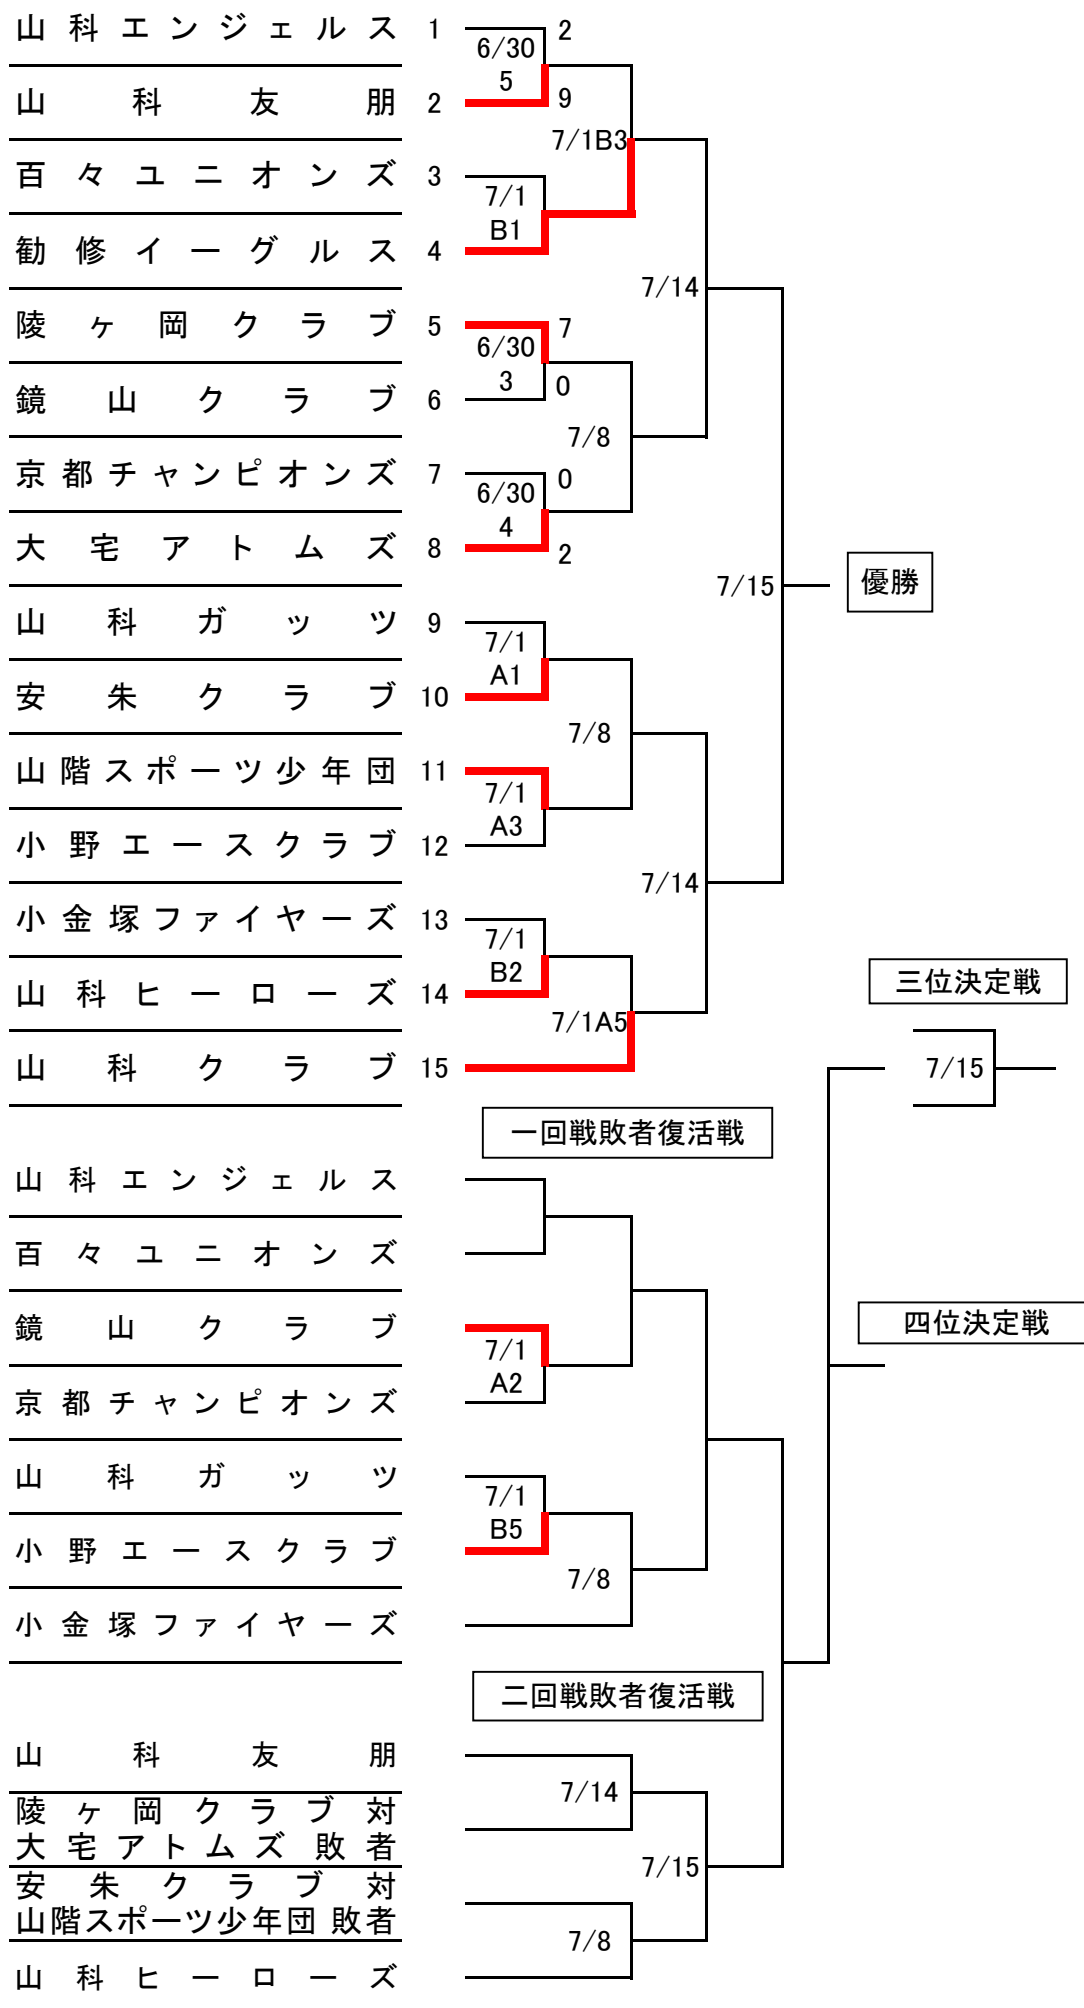 山科エンジェルス 1 2
6/30
5
山科友朋 2 9
7/1B3
百々ユニオンズ 3
7/1
B1
勧修イーグルス 4
7/14
陵ヶ岡クラブ 5 7
6/30
3
鏡山クラブ 6 0
7/8
京都チャンピオンズ 7 0
6/30
4
大宅アトムズ 8 2
7/15 優勝
山科ガッツ 9
7/1
A1
安朱クラブ 10
7/8
山階スポーツ少年団 11
7/1
A3
小野エースクラブ 12
7/14
小金塚ファイヤーズ 13
7/1
B2
三位決定戦
山科ヒーローズ 14
7/1A5
山科クラブ 15
7/15
一回戦敗者復活戦
山科エンジェルス
百々ユニオンズ
鏡山クラブ
四位決定戦
7/1
A2
京都チャンピオンズ
山科ガッツ
7/1
B5
小野エースクラブ
7/8
小金塚ファイヤーズ
二回戦敗者復活戦
山科友朋
7/14
陵ヶ岡クラブ対
大宅アトムズ敗者
7/15
安朱クラブ対
山階スポーツ少年団敗者
7/8
山科ヒーローズ